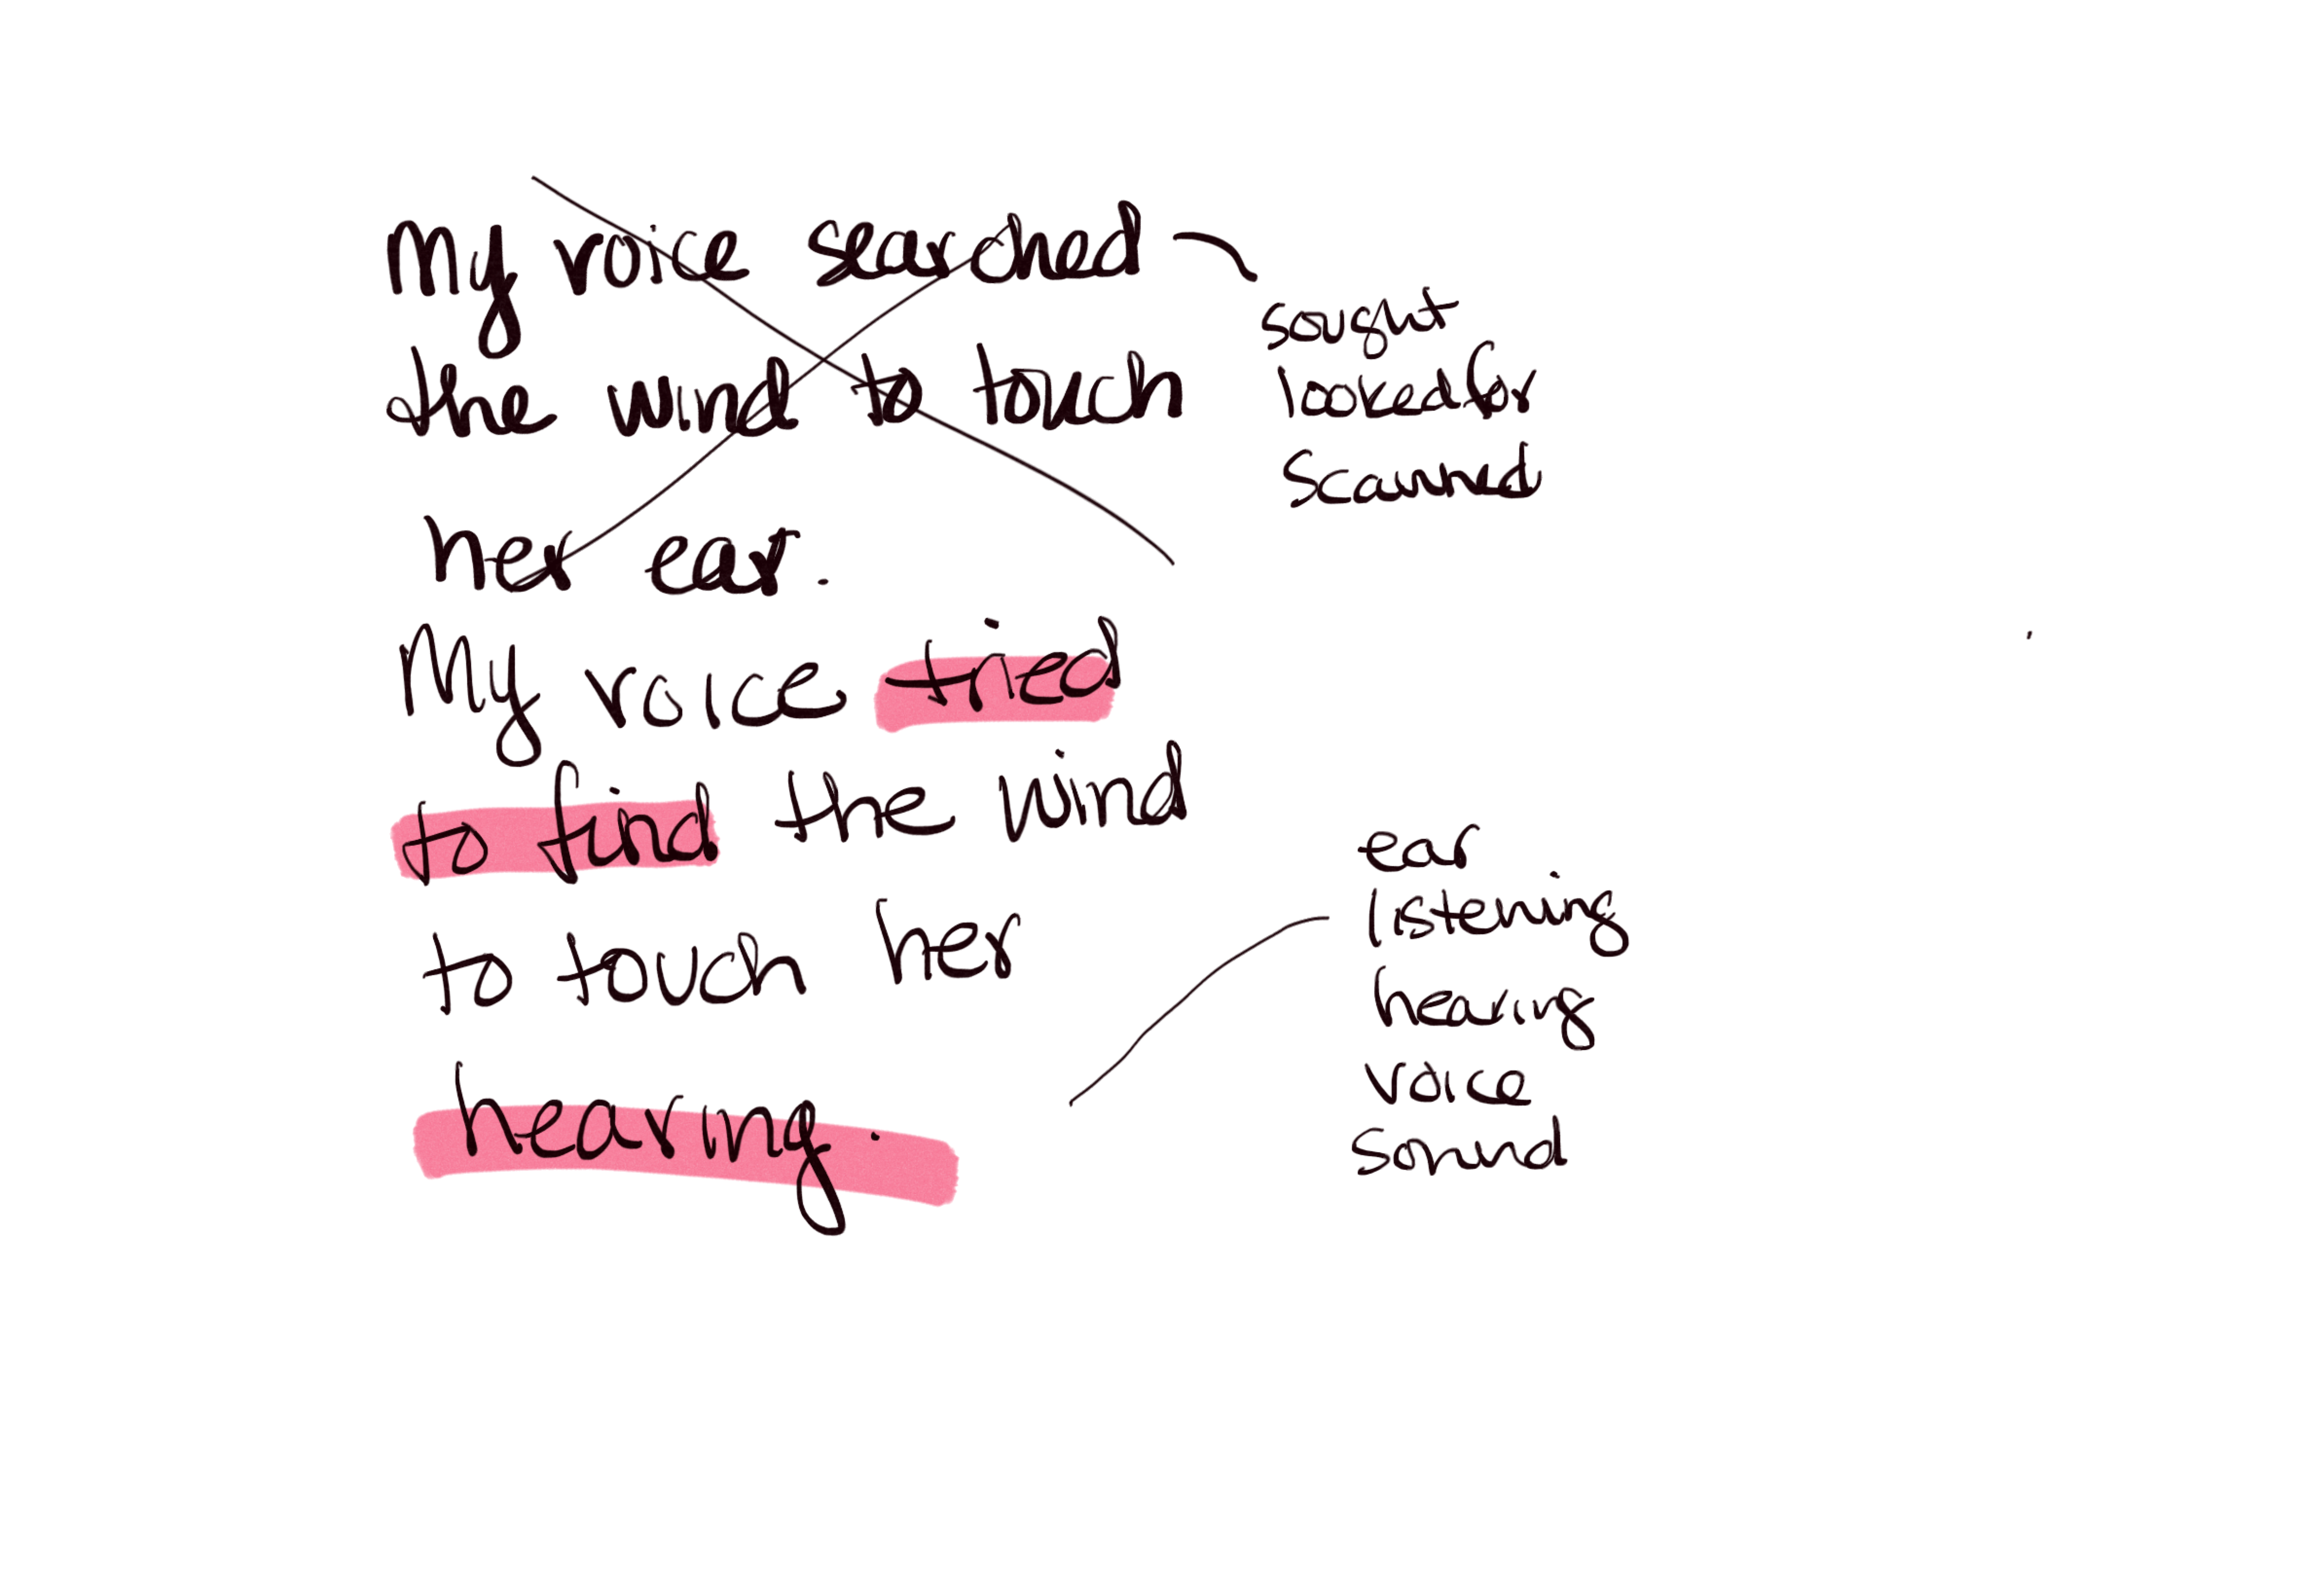 My voice searched
the wind to touch
her ear.
sought
looked for
scanned
My voice tried
to find the wind
to touch her
hearing.
ear
listening
hearing
voice
sound